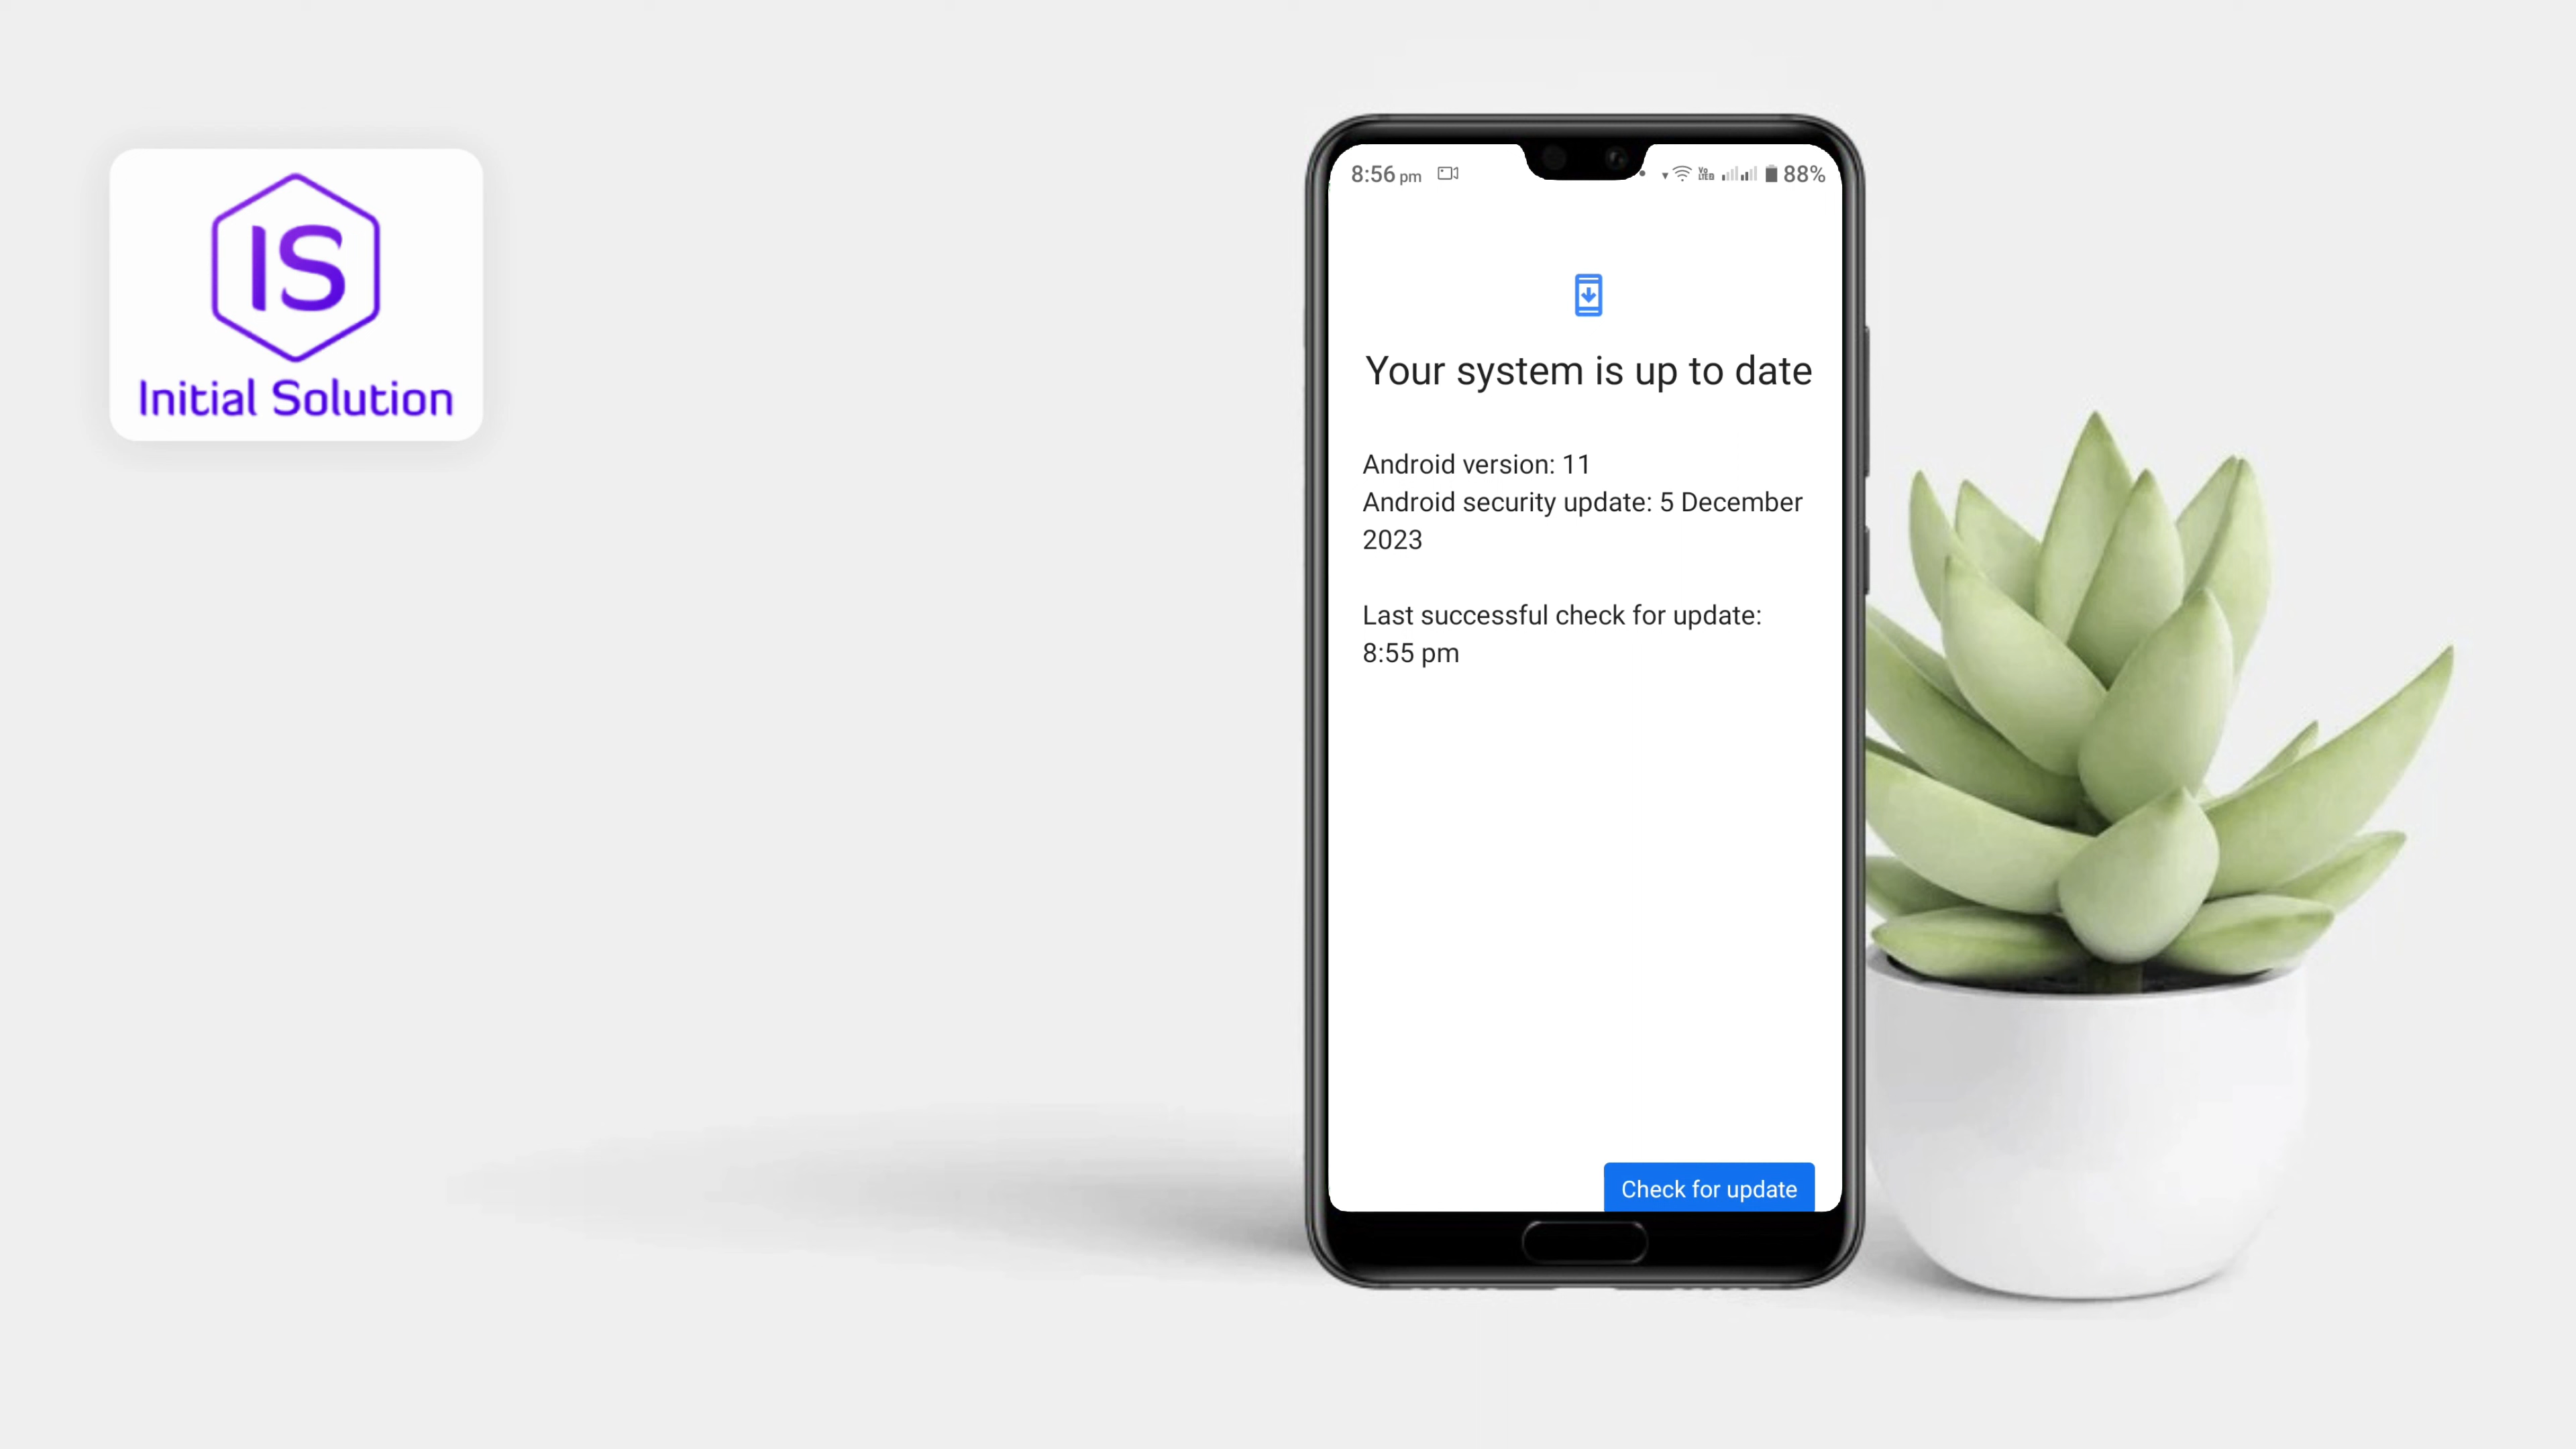 IS
Initial Solution
8:56 pm
88%
Your system is up to date
Android version: 11
Android security update: 5 December
2023
Last successful check for update:
8:55 pm
Check for update